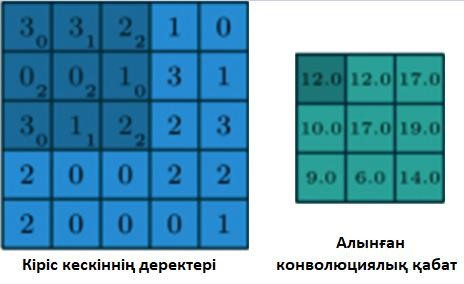 3₀ 3₁ 2₂ 1 0
0₂ 0₂ 1₀ 3 1
3₀ 1₁ 2₂ 2 3
2 0 0 2 2
2 0 0 0 1
Кіріс кескіннің деректері
12.0 12.0 17.0
10.0 17.0 19.0
9.0 6.0 14.0
Алынған
конволюциялық қабат